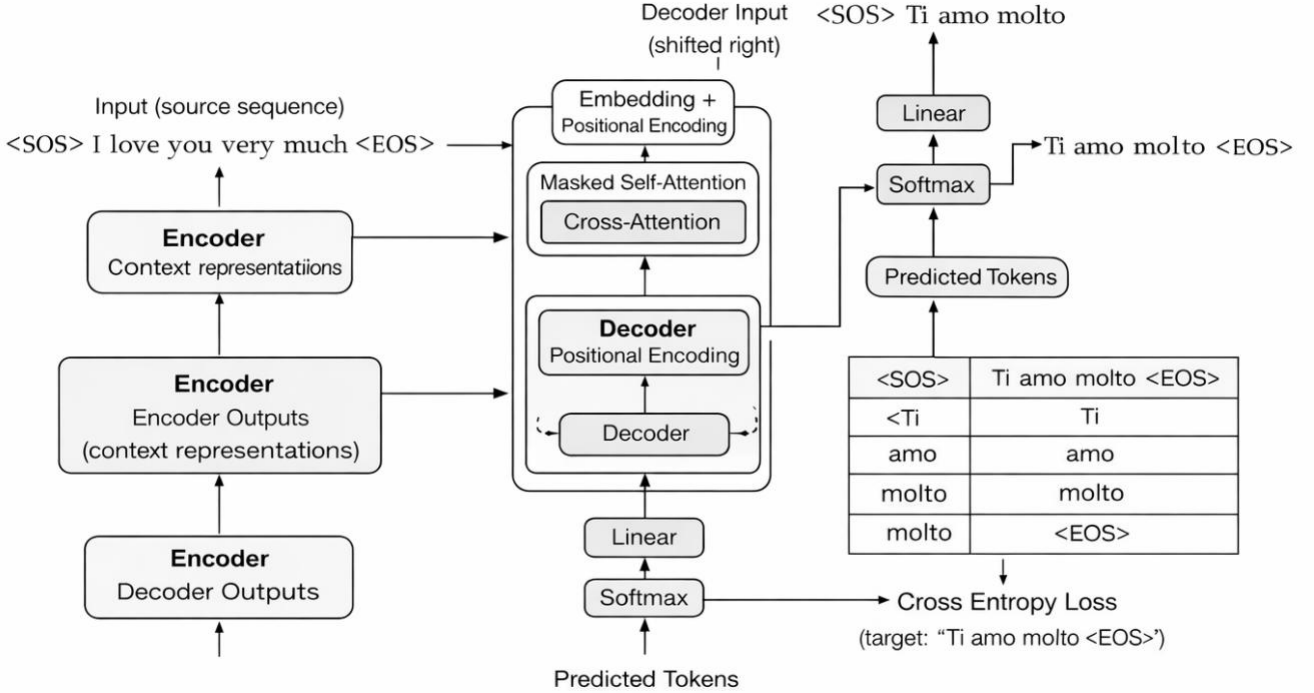 Decoder Input
(shifted right)
<SOS> Ti amo molto
Input (source sequence)
<SOS> I love you very much <EOS>
Embedding +
Positional Encoding
Linear
Ti amo molto <EOS>
Masked Self-Attention
Cross-Attention
Softmax
Encoder
Context representatiions
Predicted Tokens
Decoder
Positional Encoding
Decoder
Encoder
Encoder Outputs
(context representations)
<SOS> Ti amo molto <EOS>
<Ti Ti
amo amo
molto molto
molto <EOS>
Encoder
Decoder Outputs
Linear
Softmax
Cross Entropy Loss
(target: “Ti amo molto <EOS>’)
Predicted Tokens